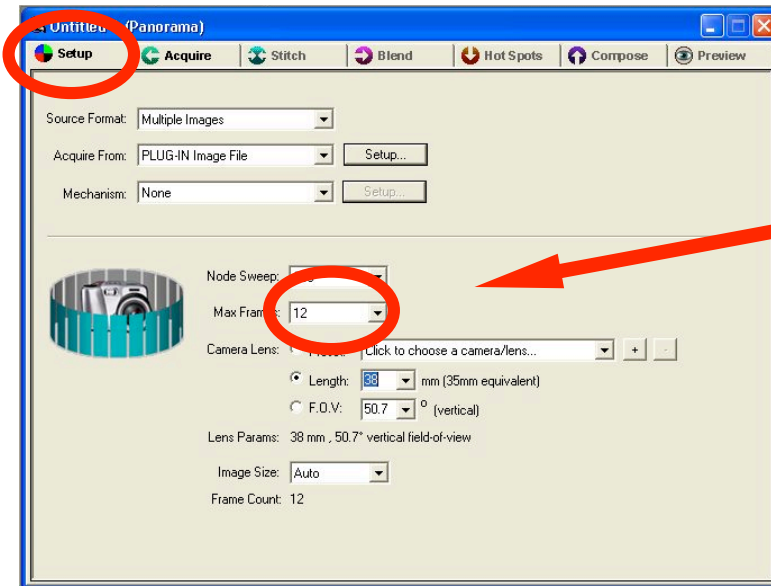 Untitled (Panorama)
Setup Acquire Stitch Blend Hot Spots Compose Preview
Source Format: Multiple Images
Acquire From: PLUG-IN Image File Setup...
Mechanism: None Setup...
Node Sweep:
Max Frames: 12
Camera Lens: Click to choose a camera/lens... + -
Length: 38 mm (35mm equivalent)
F.O.V: 50.7 ° (vertical)
Lens Params: 38 mm , 50.7° vertical field-of-view
Image Size: Auto
Frame Count: 12